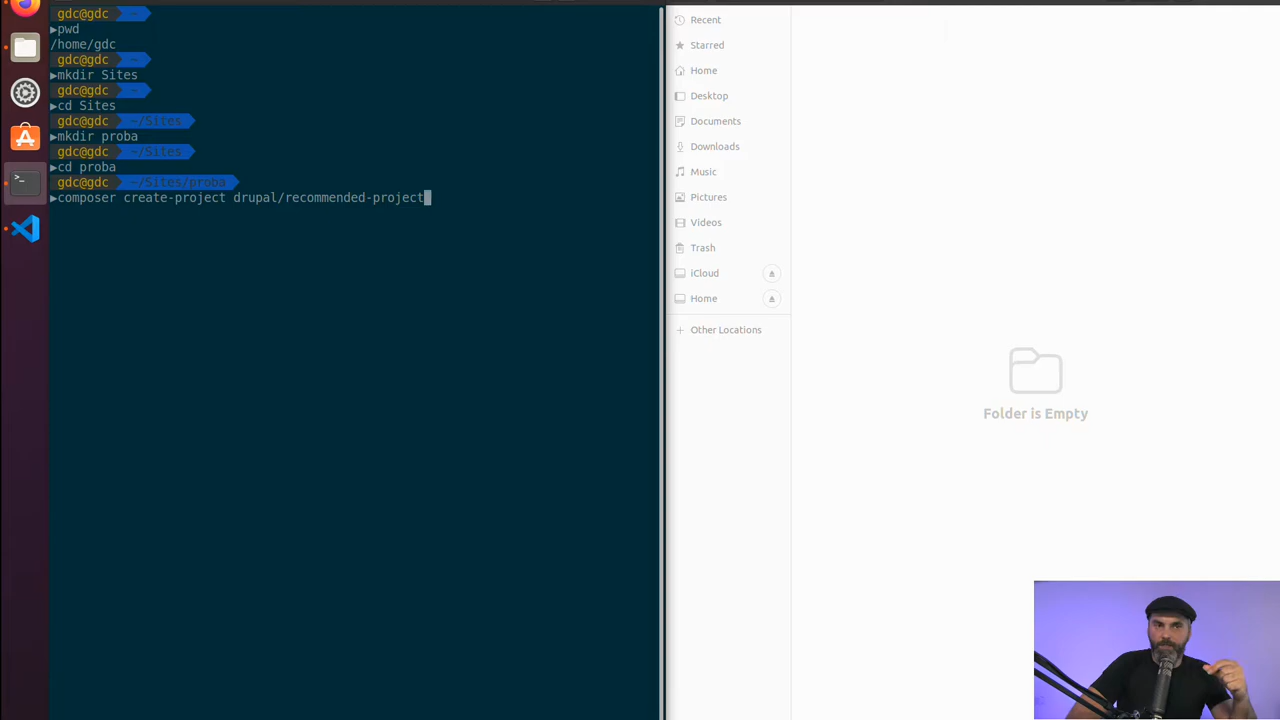 gdc@gdc ~
▶pwd
/home/gdc
gdc@gdc ~
▶mkdir Sites
gdc@gdc ~
▶cd Sites
gdc@gdc ~/Sites
▶mkdir proba
gdc@gdc ~/Sites
▶cd proba
gdc@gdc ~/Sites/proba
▶composer create-project drupal/recommended-project
Recent
Starred
Home
Desktop
Documents
Downloads
Music
Pictures
Videos
Trash
iCloud
Home
+ Other Locations
Folder is Empty